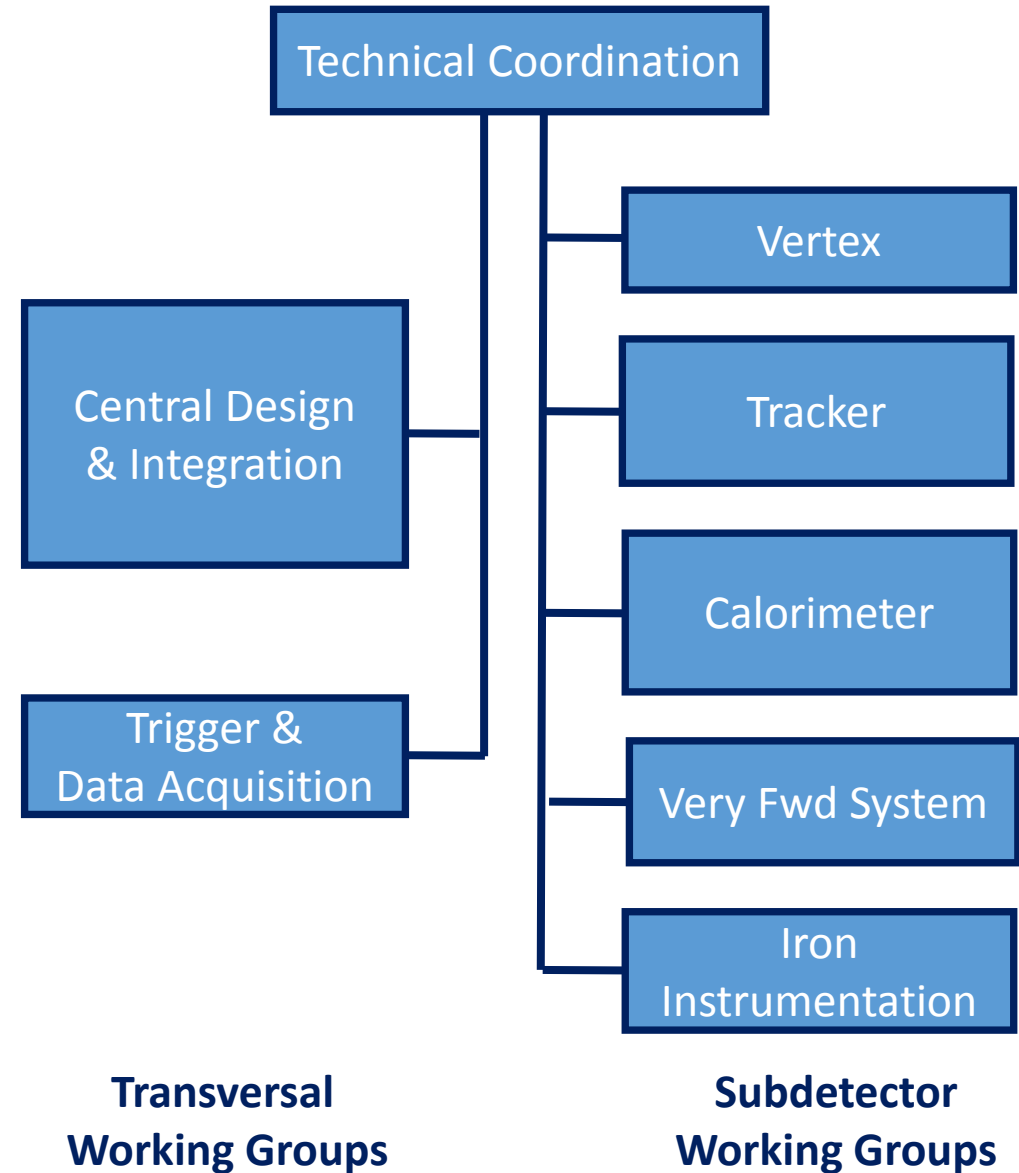 Technical Coordination
Vertex
Central Design
& Integration
Tracker
Calorimeter
Trigger &
Data Acquisition
Very Fwd System
Iron
Instrumentation
Transversal
Working Groups
Subdetector
Working Groups